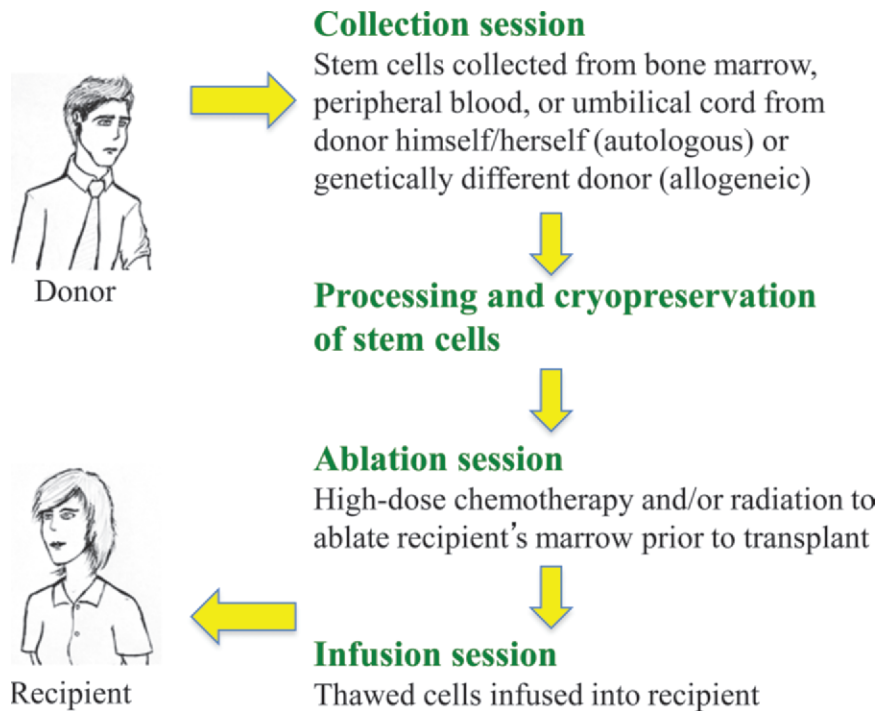 Collection session
Stem cells collected from bone marrow,
peripheral blood, or umbilical cord from
donor himself/herself (autologous) or
genetically different donor (allogeneic)
Donor
Processing and cryopreservation
of stem cells
Ablation session
High-dose chemotherapy and/or radiation to
ablate recipient’s marrow prior to transplant
Infusion session
Thawed cells infused into recipient
Recipient